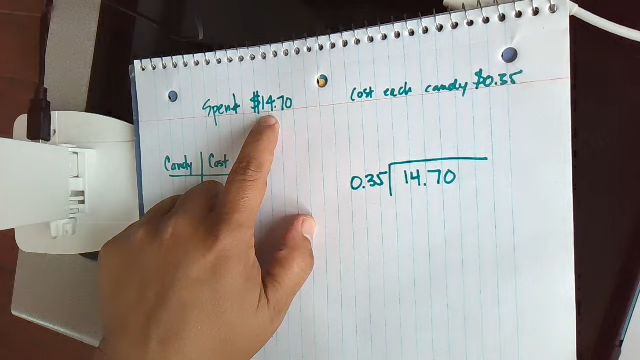 Spent $14.70
Cost each candy $0.35
Candy | Cost
0.35 14.70